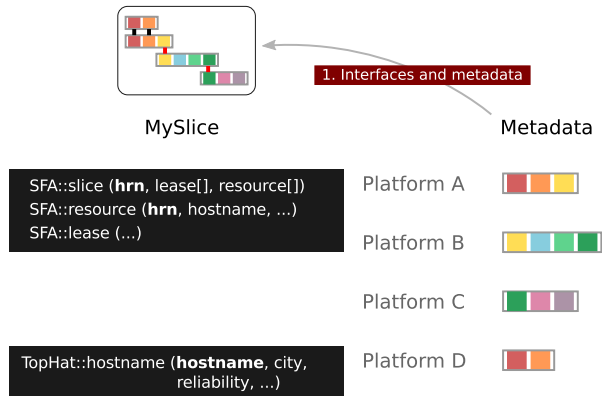 1. Interfaces and metadata
MySlice
Metadata
SFA::slice (hrn, lease[], resource[])
SFA::resource (hrn, hostname, ...)
SFA::lease (...)
Platform A
Platform B
Platform C
Platform D
TopHat::hostname (hostname, city,
reliability, ...)